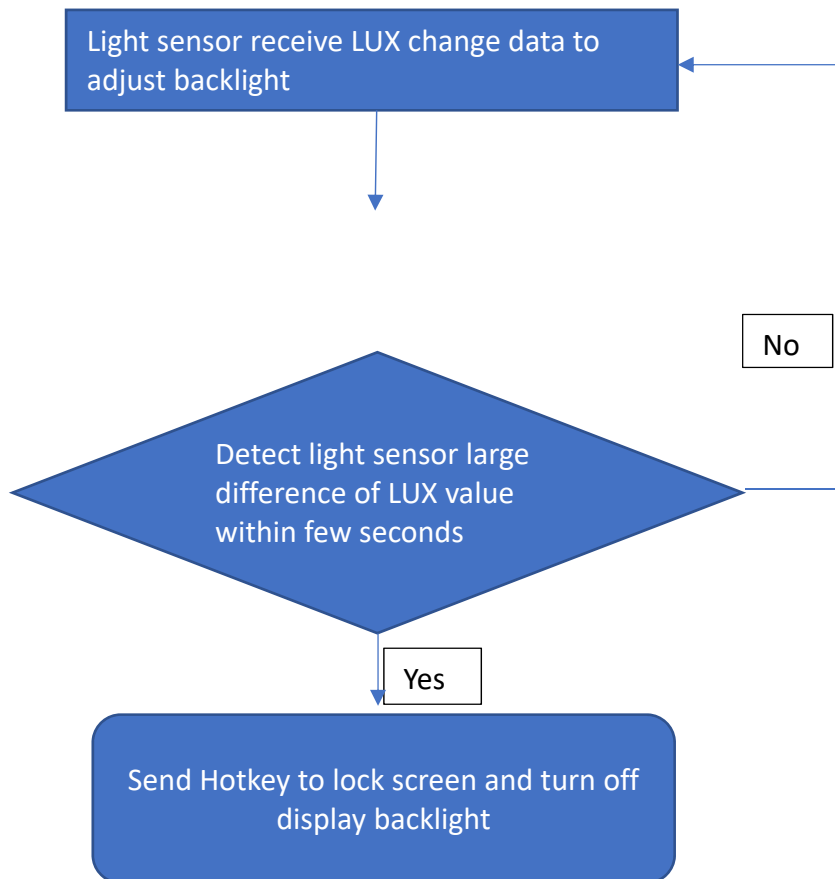 Light sensor receive LUX change data to
adjust backlight
No
Detect light sensor large
difference of LUX value
within few seconds
Yes
Send Hotkey to lock screen and turn off
display backlight